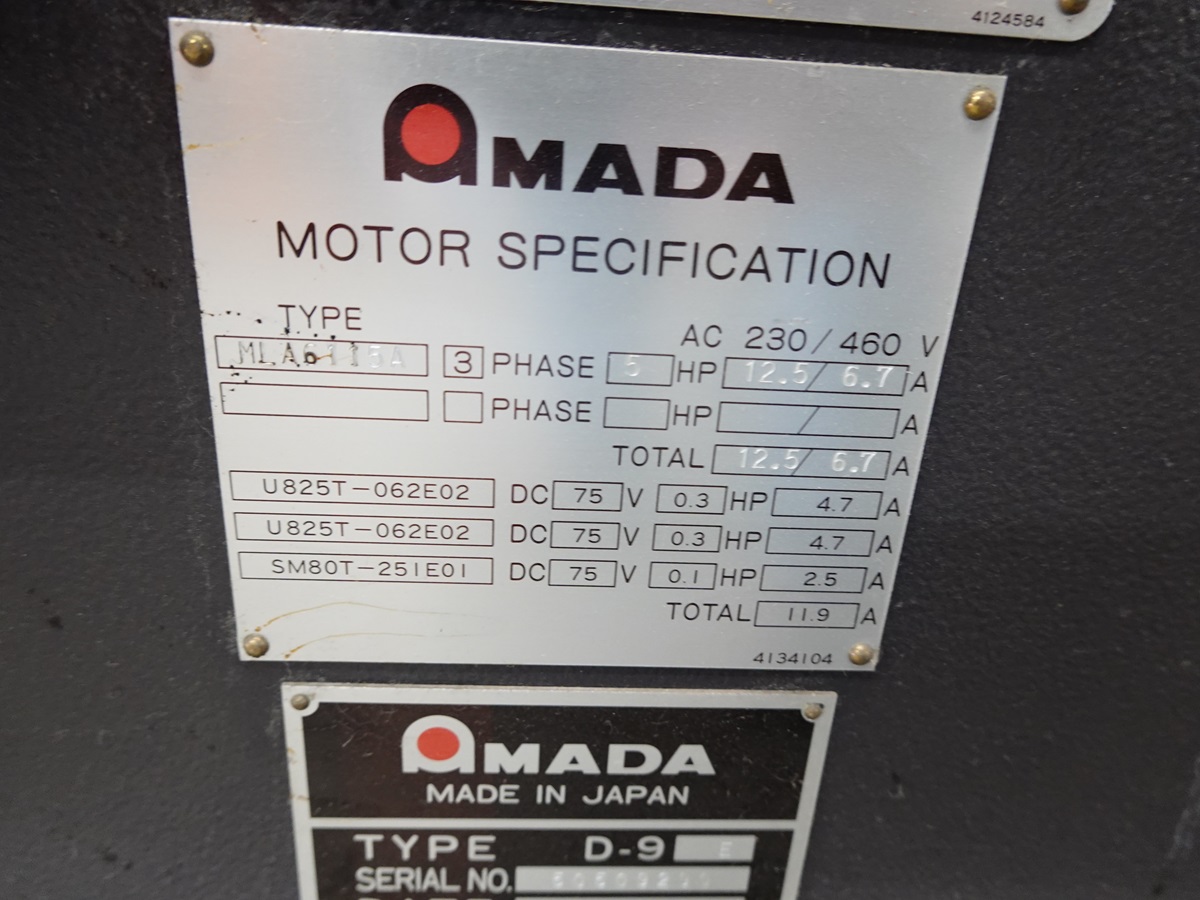 4124584
AMADA
MOTOR SPECIFICATION
TYPE
AC 230/460 V
MLA6115A 3 PHASE 5 HP 12.5/ 6.7 A
PHASE HP / A
TOTAL 12.5/ 6.7 A
U825T-062E02 DC 75 V 0.3 HP 4.7 A
U825T-062E02 DC 75 V 0.3 HP 4.7 A
SM80T-251E01 DC 75 V 0.1 HP 2.5 A
TOTAL 11.9 A
4134104
AMADA
MADE IN JAPAN
TYPE D-9 E
SERIAL NO.